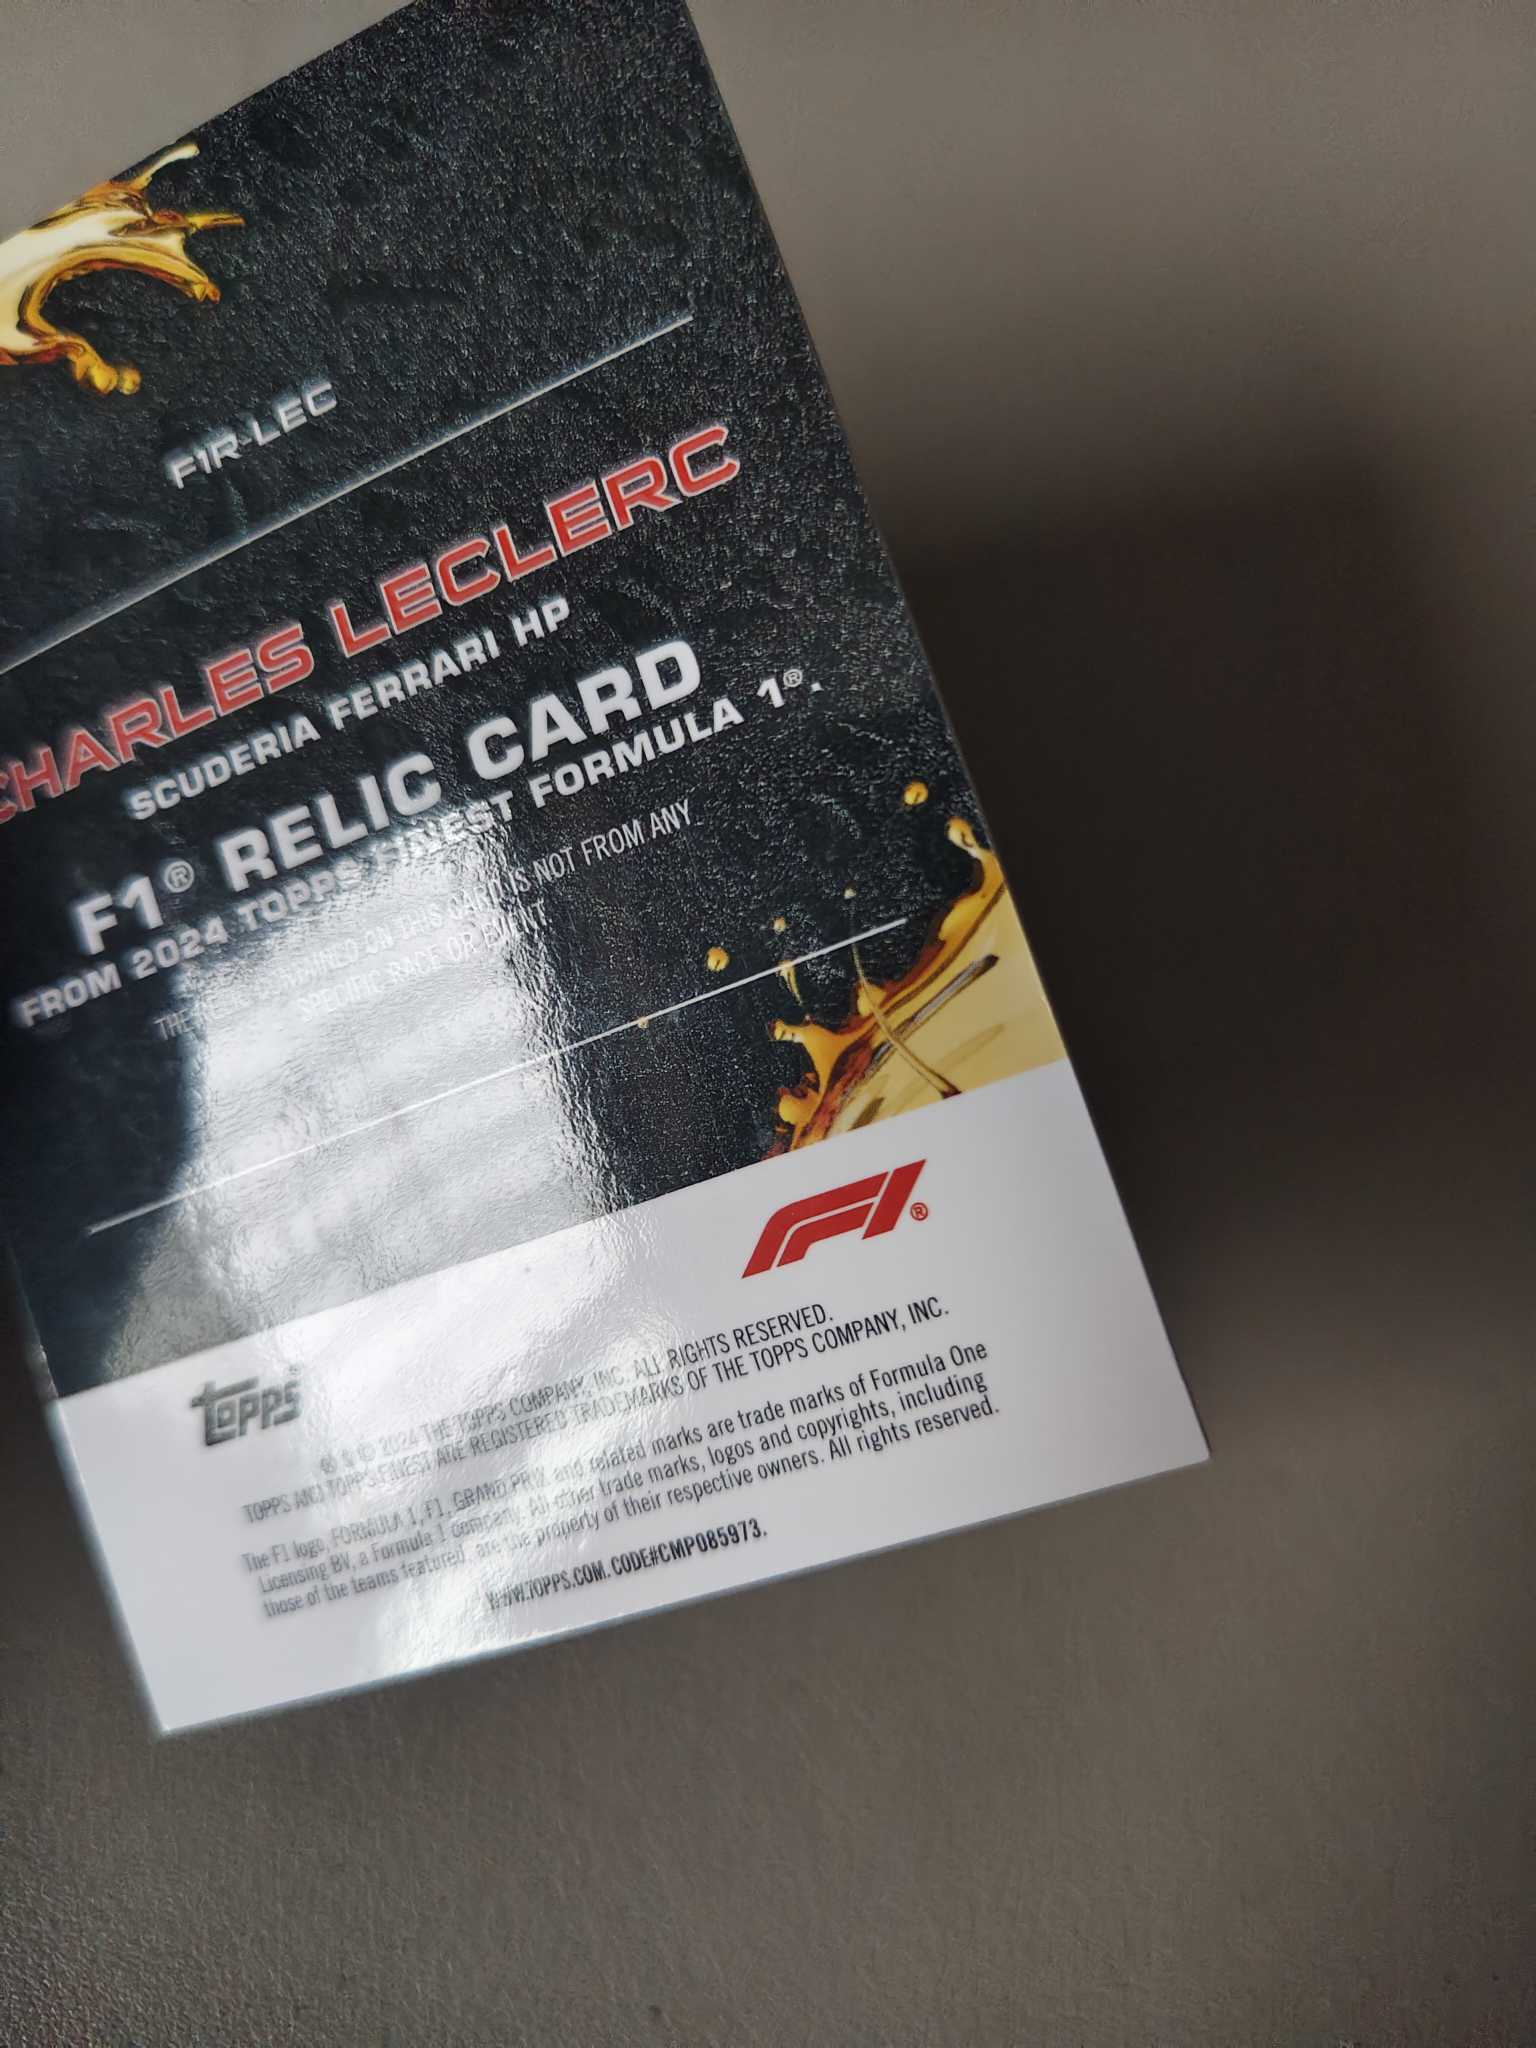 F1R-LEC
CHARLES LECLERC
SCUDERIA FERRARI HP
F1® RELIC CARD
FROM 2024 TOPPS FINEST FORMULA 1®.
THE RELIC CONTAINED ON THIS CARD IS NOT FROM ANY
SPECIFIC RACE OR EVENT
F1®
TOPPS®
® & © 2024 THE TOPPS COMPANY, INC. ALL RIGHTS RESERVED.
TOPPS AND TOPPS FINEST ARE REGISTERED TRADEMARKS OF THE TOPPS COMPANY, INC.
The F1 logo, FORMULA 1, F1, GRAND PRIX and related marks are trade marks of Formula One
Licensing BV, a Formula 1 company. All other trade marks, logos and copyrights, including
those of the teams featured, are the property of their respective owners. All rights reserved.
WWW.TOPPS.COM. CODE#CMP085973.